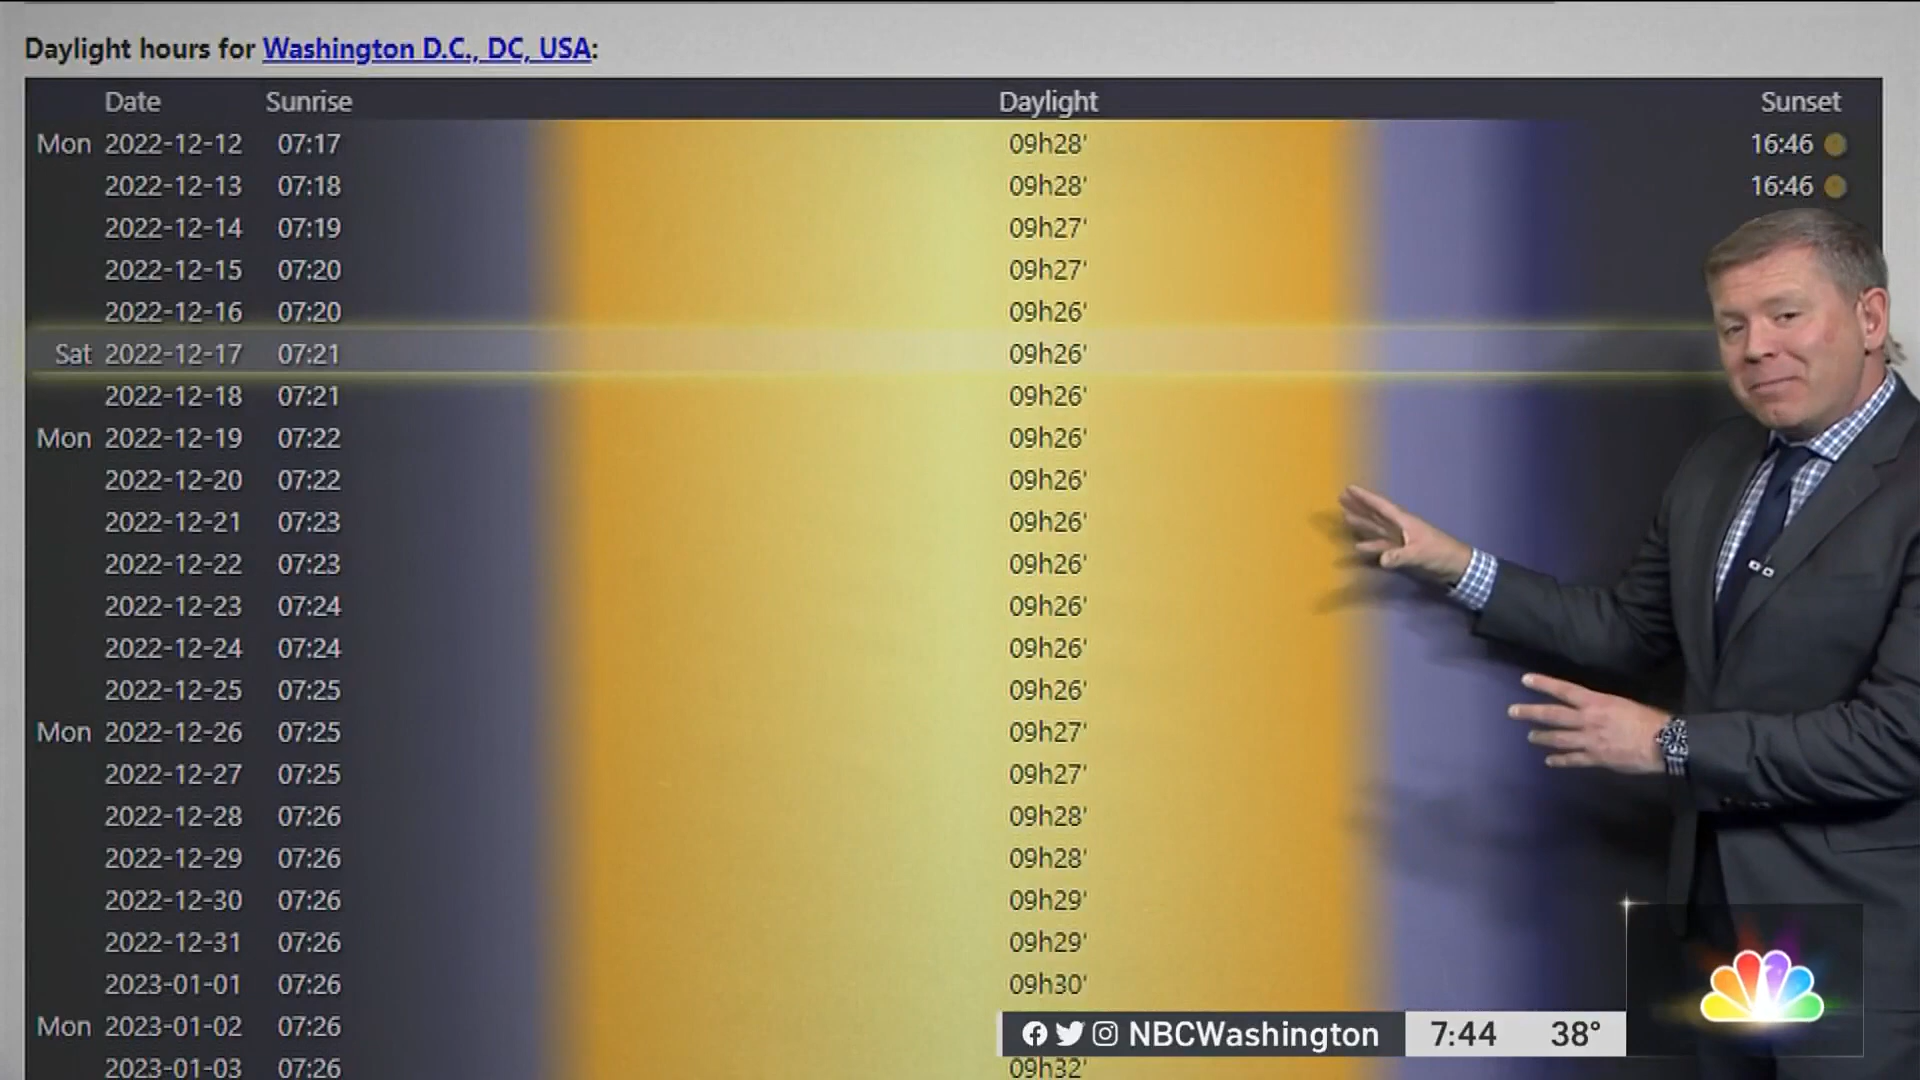 Daylight hours for Washington D.C., DC, USA:
Date Sunrise Daylight Sunset
Mon 2022-12-12 07:17 09h28' 16:46
2022-12-13 07:18 09h28' 16:46
2022-12-14 07:19 09h27'
2022-12-15 07:20 09h27'
2022-12-16 07:20 09h26'
Sat 2022-12-17 07:21 09h26'
2022-12-18 07:21 09h26'
Mon 2022-12-19 07:22 09h26'
2022-12-20 07:22 09h26'
2022-12-21 07:23 09h26'
2022-12-22 07:23 09h26'
2022-12-23 07:24 09h26'
2022-12-24 07:24 09h26'
2022-12-25 07:25 09h26'
Mon 2022-12-26 07:25 09h27'
2022-12-27 07:25 09h27'
2022-12-28 07:26 09h28'
2022-12-29 07:26 09h28'
2022-12-30 07:26 09h29'
2022-12-31 07:26 09h29'
2023-01-01 07:26 09h30'
Mon 2023-01-02 07:26
NBCWashington 7:44 38°
2023-01-03 07:26 09h32'